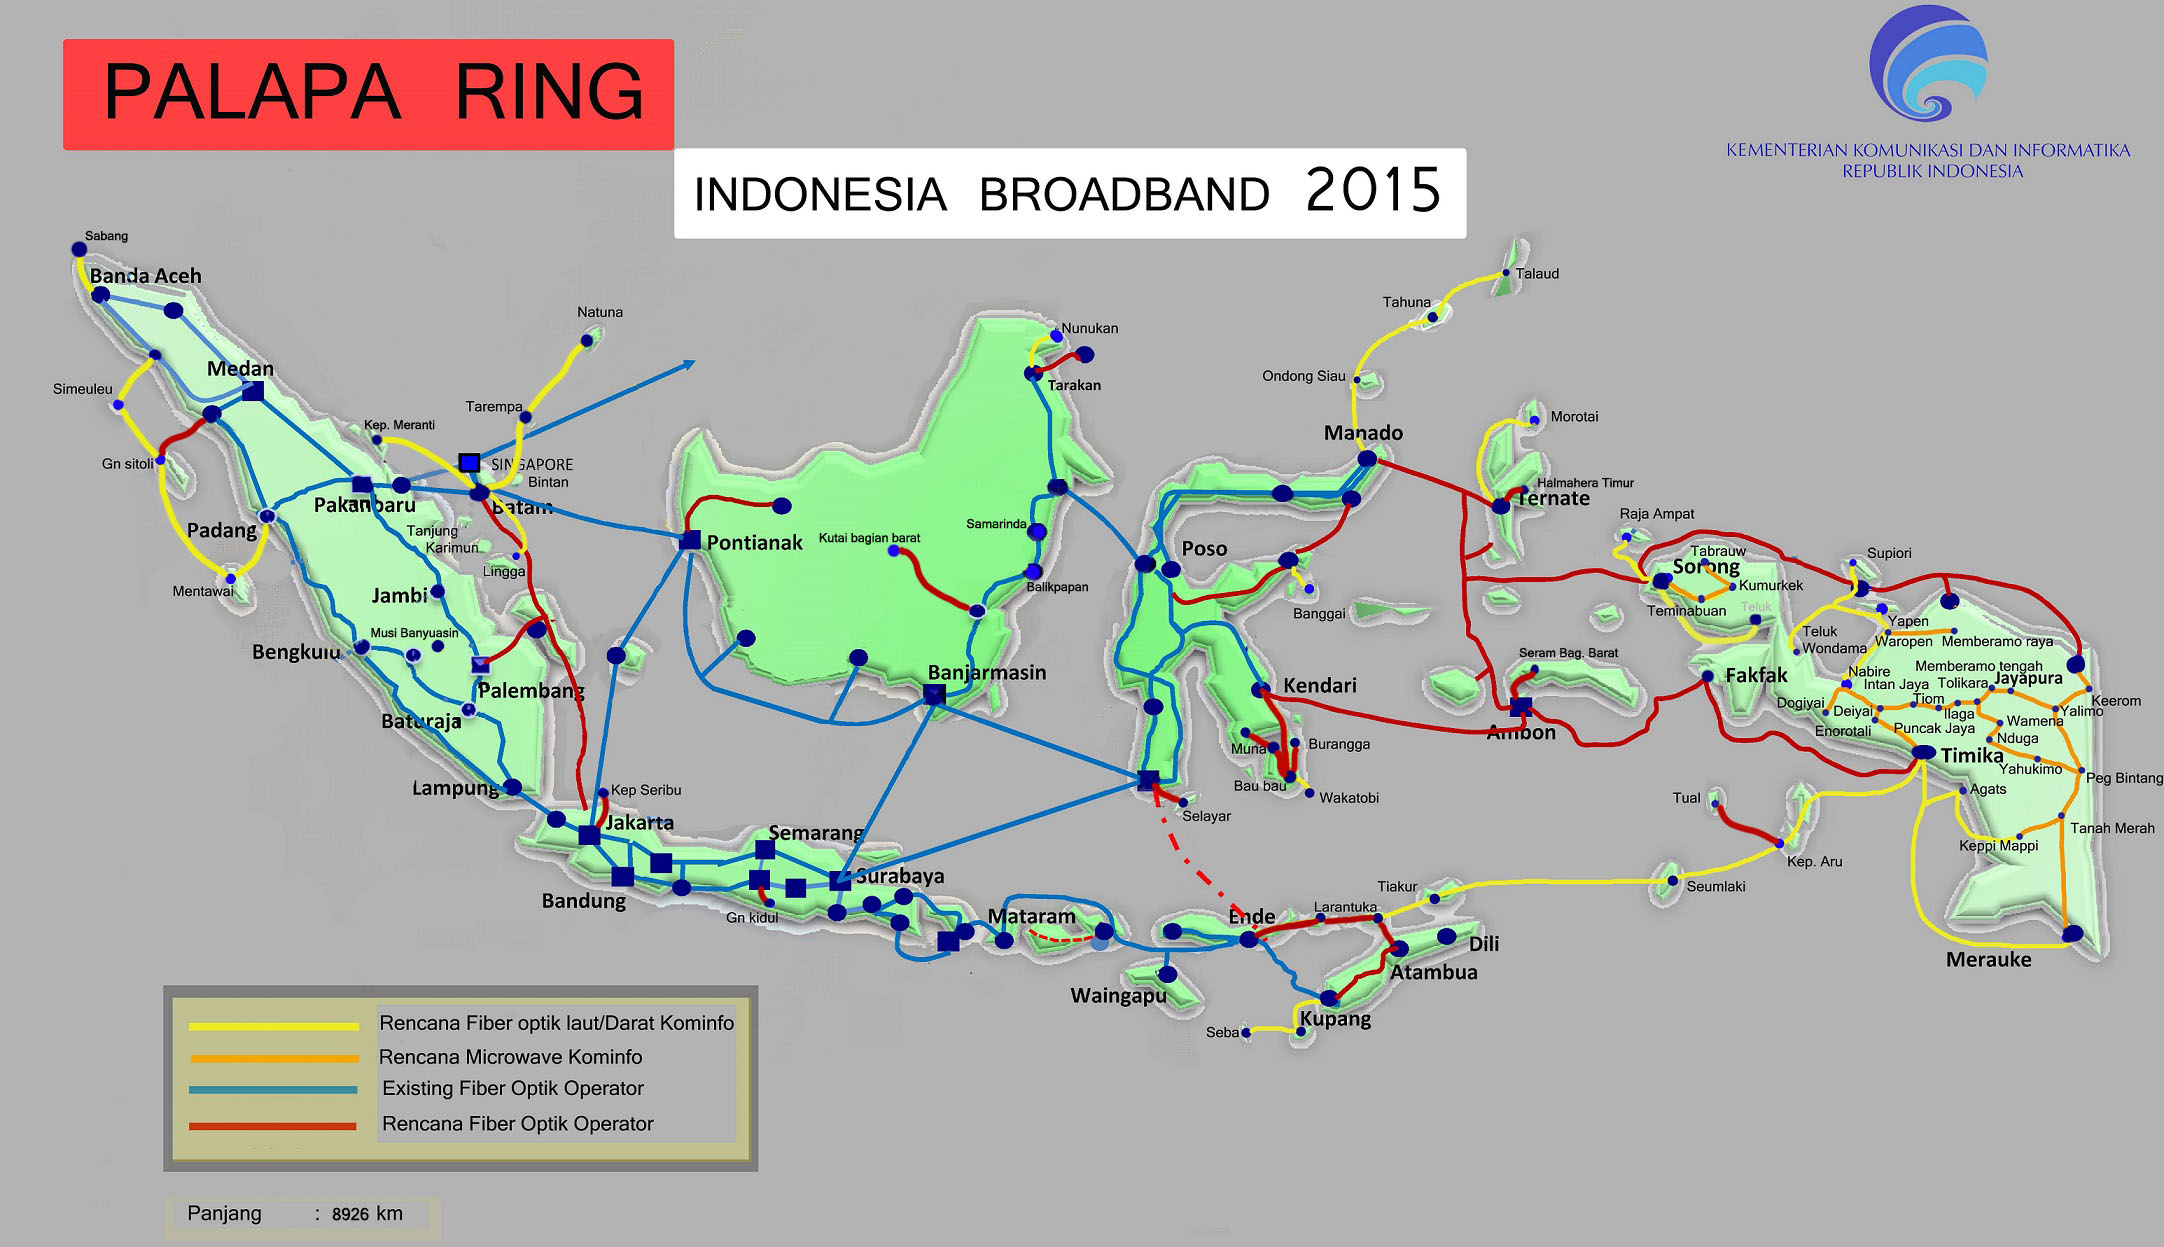 PALAPA RING
INDONESIA BROADBAND 2015
KEMENTERIAN KOMUNIKASI DAN INFORMATIKA
REPUBLIK INDONESIA
Sabang
Banda Aceh
Medan
Simeuleu
Gn sitoli
Padang
Mentawai
Natuna
Tarempa
Kep. Meranti
SINGAPORE
Bintan
Batam
Pakanbaru
Tanjung
Karimun
Lingga
Jambi
Musi Banyuasin
Bengkulu
Palembang
Baturaja
Lampung
Kep Seribu
Jakarta
Bandung
Semarang
Gn kidul
Surabaya
Pontianak
Kutai bagian barat
Nunukan
Tarakan
Samarinda
Balikpapan
Banjarmasin
Mataram
Waingapu
Ende
Larantuka
Tiakur
Dili
Atambua
Kupang
Seba
Talaud
Tahuna
Ondong Siau
Manado
Morotai
Halmahera Timur
Ternate
Poso
Banggai
Kendari
Muna
Burangga
Bau bau
Wakatobi
Selayar
Seram Bag. Barat
Ambon
Raja Ampat
Tabrauw
Sorong
Kumurkek
Teminabuan
Teluk
Supiori
Teluk
Wondama
Yapen
Waropen
Memberamo raya
Fakfak
Nabire
Memberamo tengah
Intan Jaya
Tolikara
Jayapura
Dogiyai
Deiyai
Tiom
Ilaga
Keerom
Yalimo
Enorotali
Puncak Jaya
Wamena
Nduga
Timika
Yahukimo
Peg Bintang
Agats
Tual
Kep. Aru
Keppi Mappi
Tanah Merah
Seumlaki
Merauke
Rencana Fiber optik laut/Darat Kominfo
Rencana Microwave Kominfo
Existing Fiber Optik Operator
Rencana Fiber Optik Operator
Panjang : 8926 km